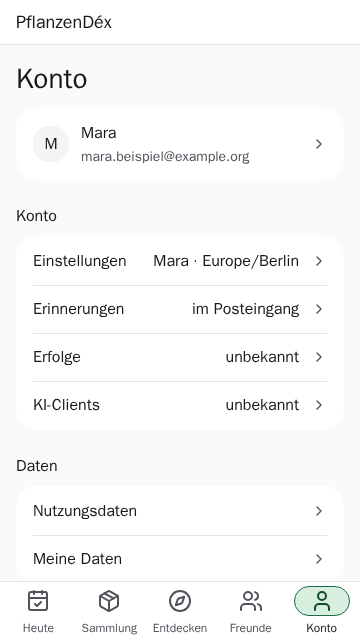 PflanzenDéx
Konto
M
Mara
mara.beispiel@example.org
Konto
Einstellungen Mara · Europe/Berlin
Erinnerungen im Posteingang
Erfolge unbekannt
KI-Clients unbekannt
Daten
Nutzungsdaten
Meine Daten
Heute Sammlung Entdecken Freunde Konto